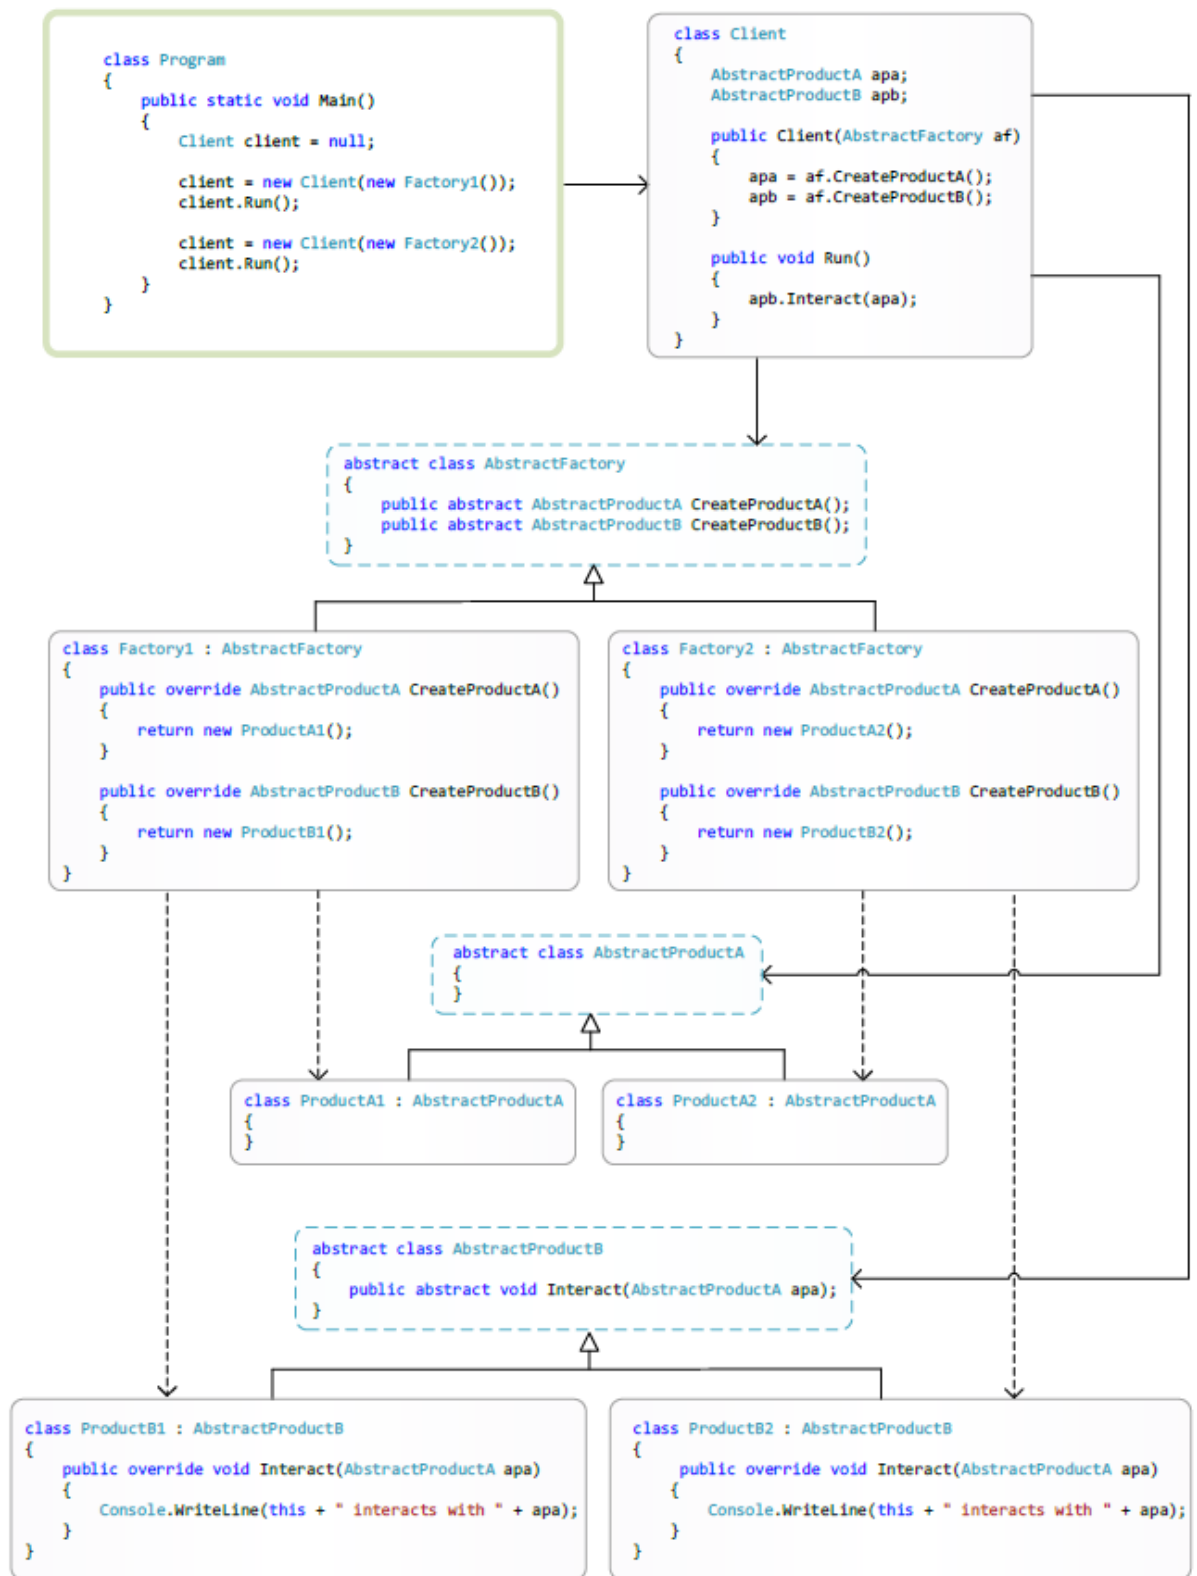 class Program
{
    public static void Main()
    {
        Client client = null;

        client = new Client(new Factory1());
        client.Run();

        client = new Client(new Factory2());
        client.Run();
    }
}
class Client
{
    AbstractProductA apa;
    AbstractProductB apb;

    public Client(AbstractFactory af)
    {
        apa = af.CreateProductA();
        apb = af.CreateProductB();
    }

    public void Run()
    {
        apb.Interact(apa);
    }
}
abstract class AbstractFactory
{
    public abstract AbstractProductA CreateProductA();
    public abstract AbstractProductB CreateProductB();
}
class Factory1 : AbstractFactory
{
    public override AbstractProductA CreateProductA()
    {
        return new ProductA1();
    }

    public override AbstractProductB CreateProductB()
    {
        return new ProductB1();
    }
}
class Factory2 : AbstractFactory
{
    public override AbstractProductA CreateProductA()
    {
        return new ProductA2();
    }

    public override AbstractProductB CreateProductB()
    {
        return new ProductB2();
    }
}
abstract class AbstractProductA
{
}
class ProductA1 : AbstractProductA
{
}
class ProductA2 : AbstractProductA
{
}
abstract class AbstractProductB
{
    public abstract void Interact(AbstractProductA apa);
}
class ProductB1 : AbstractProductB
{
    public override void Interact(AbstractProductA apa)
    {
        Console.WriteLine(this + " interacts with " + apa);
    }
}
class ProductB2 : AbstractProductB
{
    public override void Interact(AbstractProductA apa)
    {
        Console.WriteLine(this + " interacts with " + apa);
    }
}